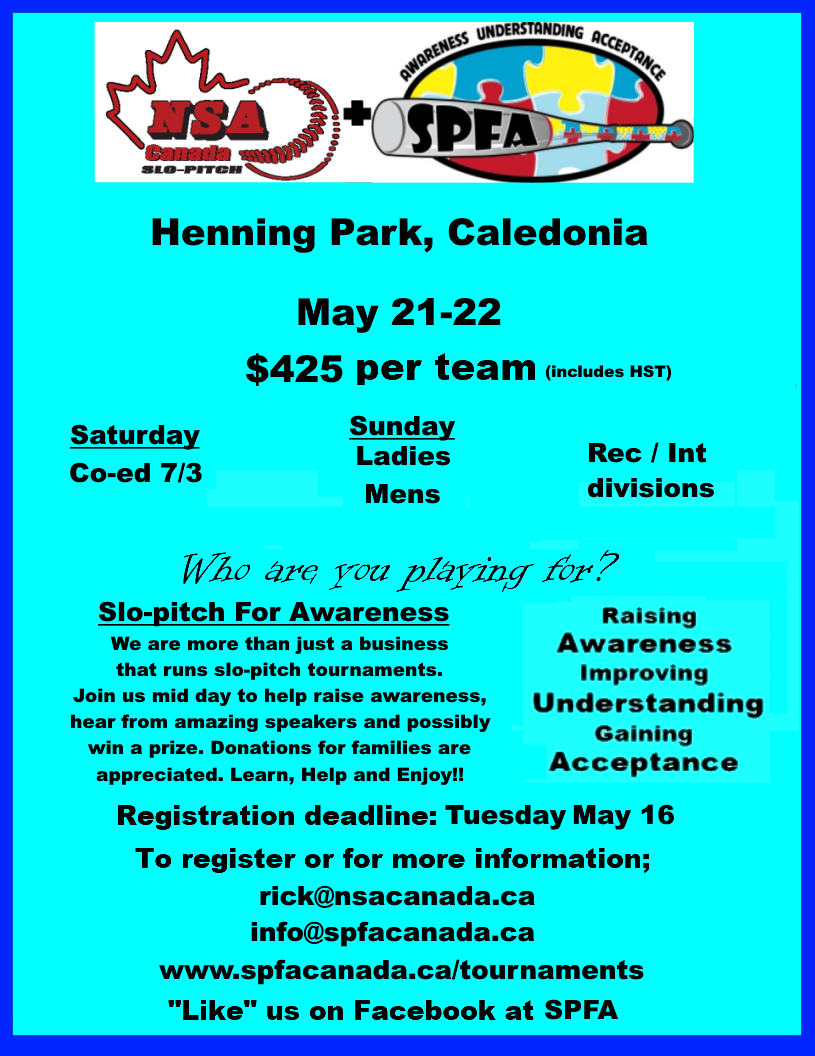 AWARENESS UNDERSTANDING ACCEPTANCE
NSA
Canada
SLO-PITCH
+
SPFA
Henning Park, Caledonia
May 21-22
$425 per team (includes HST)
Saturday
Co-ed 7/3
Sunday
Ladies
Mens
Rec / Int
divisions
Who are you playing for?
Slo-pitch For Awareness
We are more than just a business
that runs slo-pitch tournaments.
Join us mid day to help raise awareness,
hear from amazing speakers and possibly
win a prize. Donations for families are
appreciated. Learn, Help and Enjoy!!
Raising
Awareness
Improving
Understanding
Gaining
Acceptance
Registration deadline: Tuesday May 16
To register or for more information;
rick@nsacanada.ca
info@spfacanada.ca
www.spfacanada.ca/tournaments
"Like" us on Facebook at SPFA